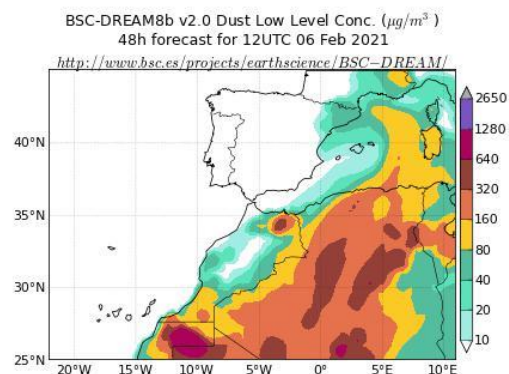 BSC-DREAM8b v2.0 Dust Low Level Conc. (μg/m³ )
48h forecast for 12UTC 06 Feb 2021
http://www.bsc.es/projects/earthscience/BSC−DREAM/
2650
1280
640
320
160
80
40
20
10
40°N
35°N
30°N
25°N
20°W
15°W
10°W
5°W
0°
5°E
10°E